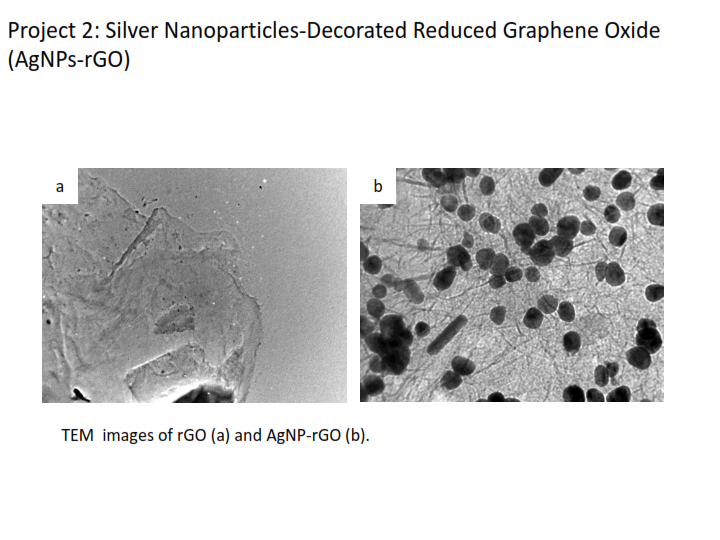 Project 2: Silver Nanoparticles-Decorated Reduced Graphene Oxide
(AgNPs-rGO)
a
b
TEM  images of rGO (a) and AgNP-rGO (b).